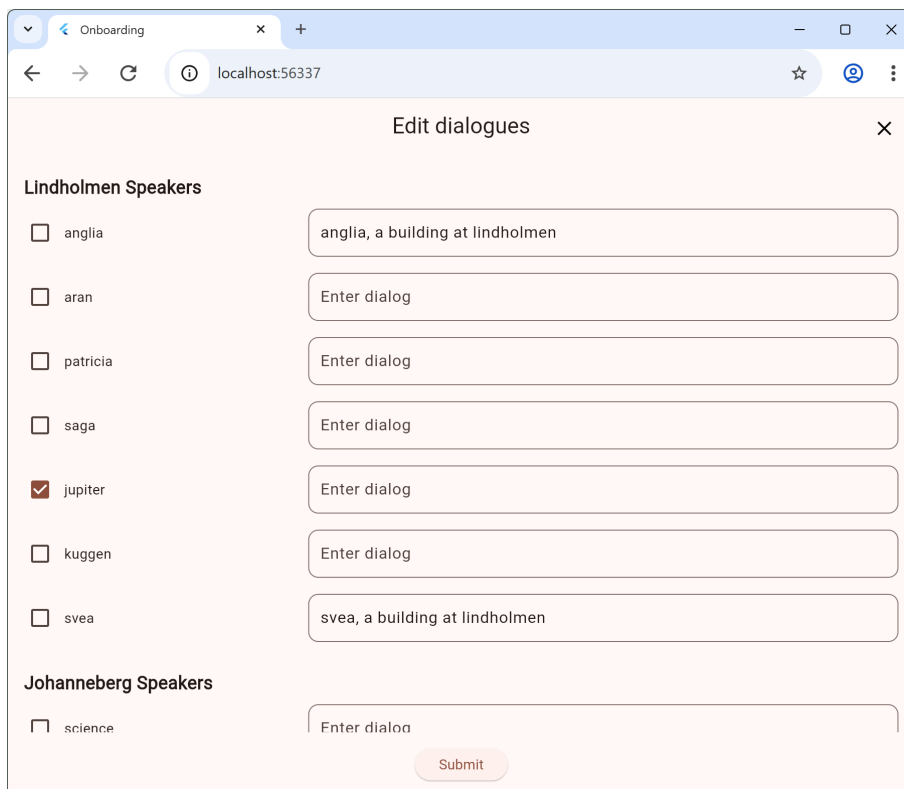 Onboarding
localhost:56337
Edit dialogues
Lindholmen Speakers
anglia anglia, a building at lindholmen
aran Enter dialog
patricia Enter dialog
saga Enter dialog
jupiter Enter dialog
kuggen Enter dialog
svea svea, a building at lindholmen
Johanneberg Speakers
science Enter dialog
Submit